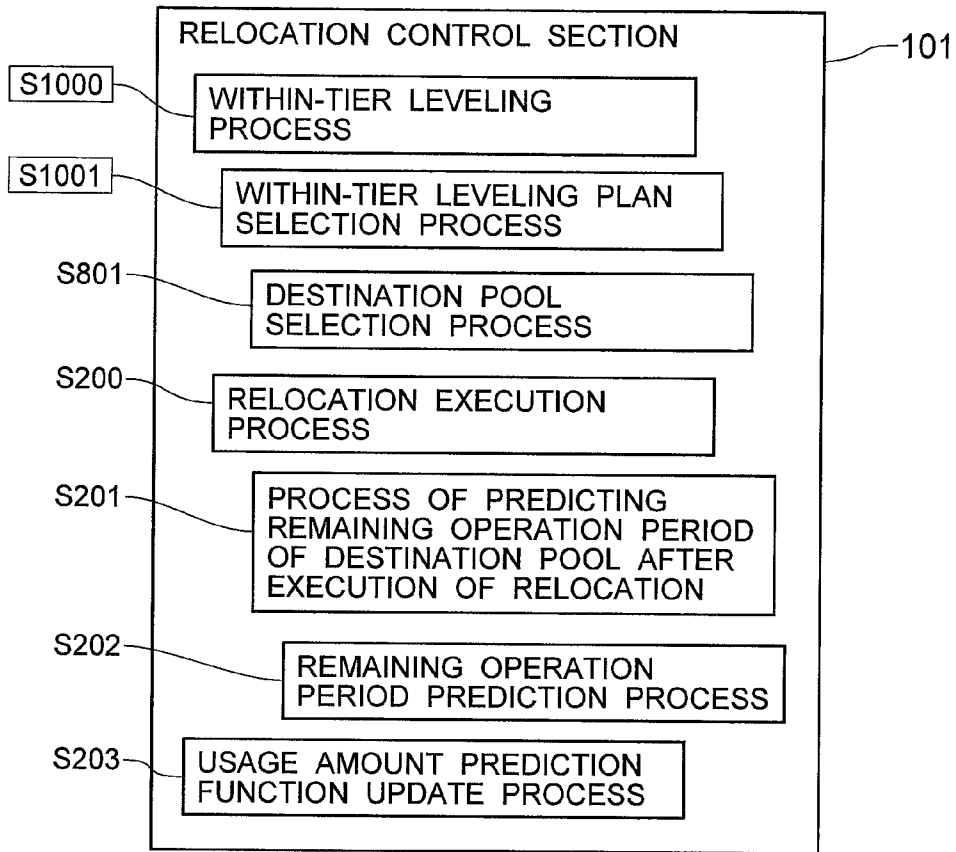 RELOCATION CONTROL SECTION
101
S1000
WITHIN-TIER LEVELING
PROCESS
S1001
WITHIN-TIER LEVELING PLAN
SELECTION PROCESS
S801
DESTINATION POOL
SELECTION PROCESS
S200
RELOCATION EXECUTION
PROCESS
S201
PROCESS OF PREDICTING
REMAINING OPERATION PERIOD
OF DESTINATION POOL AFTER
EXECUTION OF RELOCATION
S202
REMAINING OPERATION
PERIOD PREDICTION PROCESS
S203
USAGE AMOUNT PREDICTION
FUNCTION UPDATE PROCESS